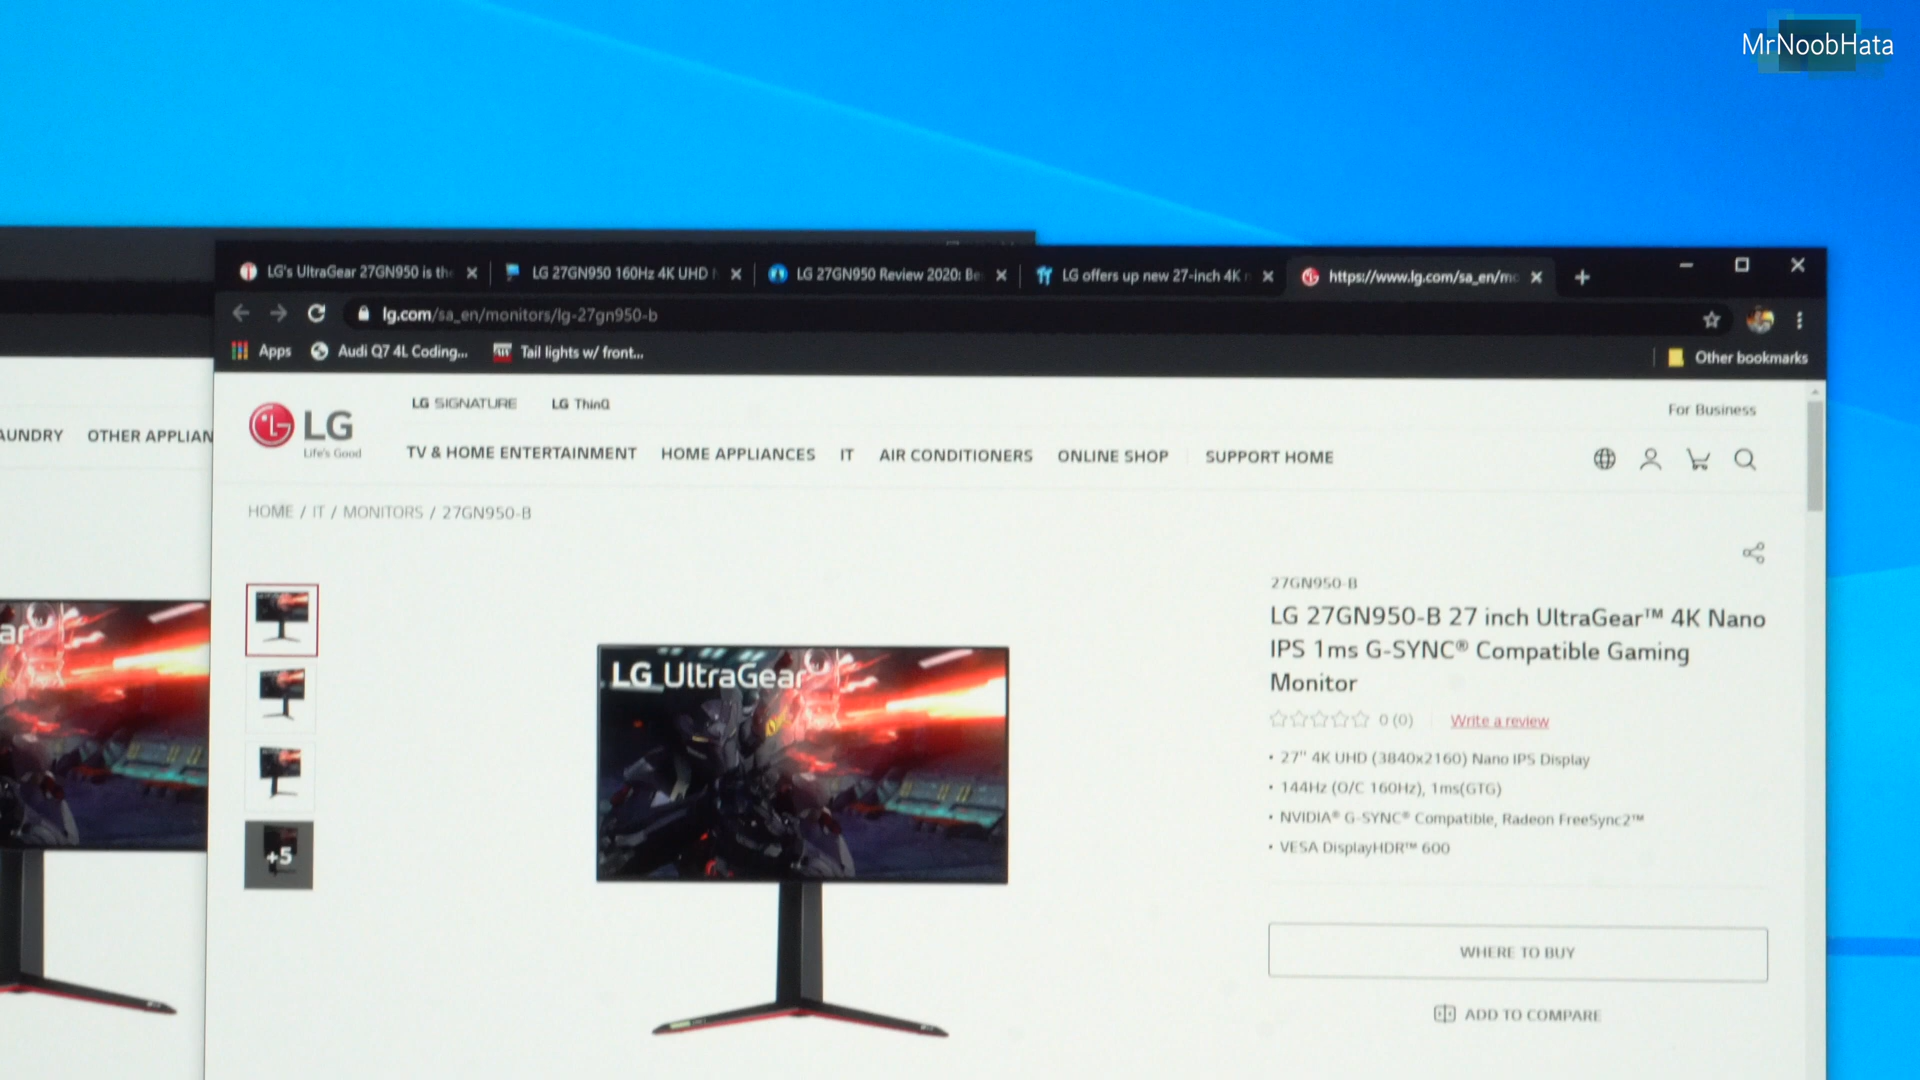 MrNoobHata
LG's UltraGear 27GN950 is the
LG 27GN950 160Hz 4K UHD
LG 27GN950 Review 2020: Be
LG offers up new 27-inch 4K
https://www.lg.com/sa_en/mo
lg.com/sa_en/monitors/lg-27gn950-b
Apps
Audi Q7 4L Coding...
Tail lights w/ front...
Other bookmarks
LG
Life's Good
LG SIGNATURE
LG ThinQ
For Business
AUNDRY
OTHER APPLIAN
TV & HOME ENTERTAINMENT
HOME APPLIANCES
IT
AIR CONDITIONERS
ONLINE SHOP
SUPPORT HOME
HOME / IT / MONITORS / 27GN950-B
27GN950-B
LG 27GN950-B 27 inch UltraGear™ 4K Nano
IPS 1ms G-SYNC® Compatible Gaming
Monitor
0 (0)
Write a review
• 27" 4K UHD (3840x2160) Nano IPS Display
• 144Hz (O/C 160Hz), 1ms(GTG)
• NVIDIA® G-SYNC® Compatible, Radeon FreeSync2™
• VESA DisplayHDR™ 600
ar
LG UltraGear
+5
WHERE TO BUY
ADD TO COMPARE